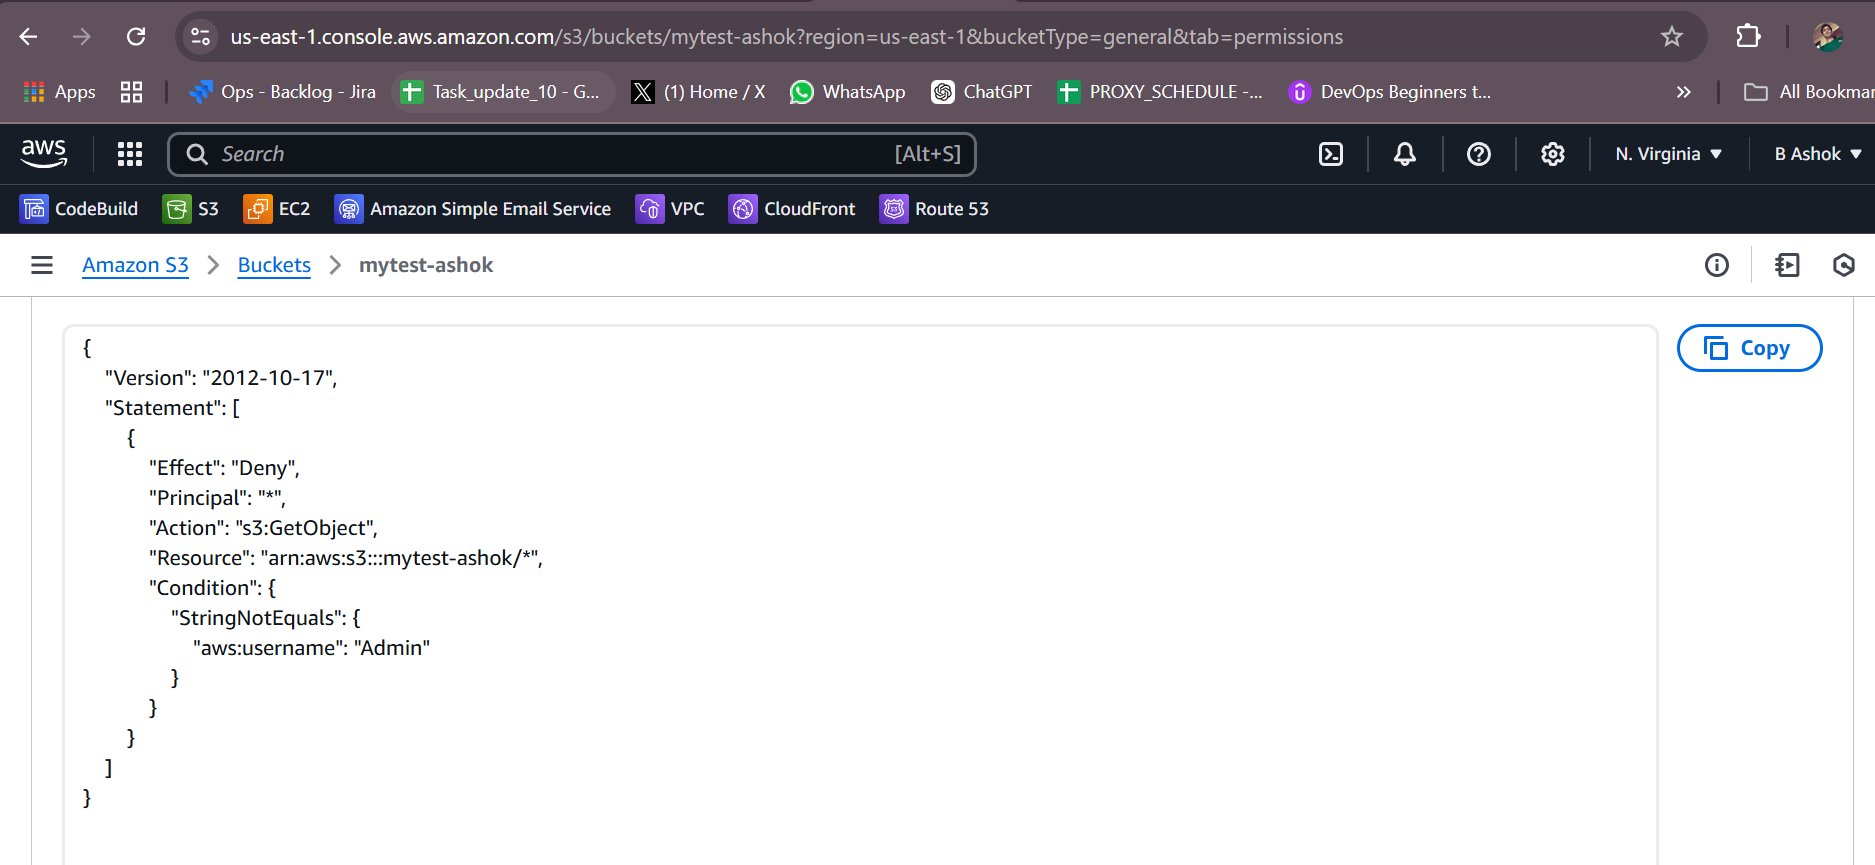 us-east-1.console.aws.amazon.com/s3/buckets/mytest-ashok?region=us-east-1&bucketType=general&tab=permissions
Apps Ops - Backlog - Jira Task_update_10 - G... (1) Home / X WhatsApp ChatGPT PROXY_SCHEDULE -... DevOps Beginners t... » All Bookmar
aws Search [Alt+S] N. Virginia B Ashok
CodeBuild S3 EC2 Amazon Simple Email Service VPC CloudFront Route 53
Amazon S3 > Buckets > mytest-ashok
Copy
{
"Version": "2012-10-17",
"Statement": [
{
"Effect": "Deny",
"Principal": "*",
"Action": "s3:GetObject",
"Resource": "arn:aws:s3:::mytest-ashok/*",
"Condition": {
"StringNotEquals": {
"aws:username": "Admin"
}
}
}
]
}